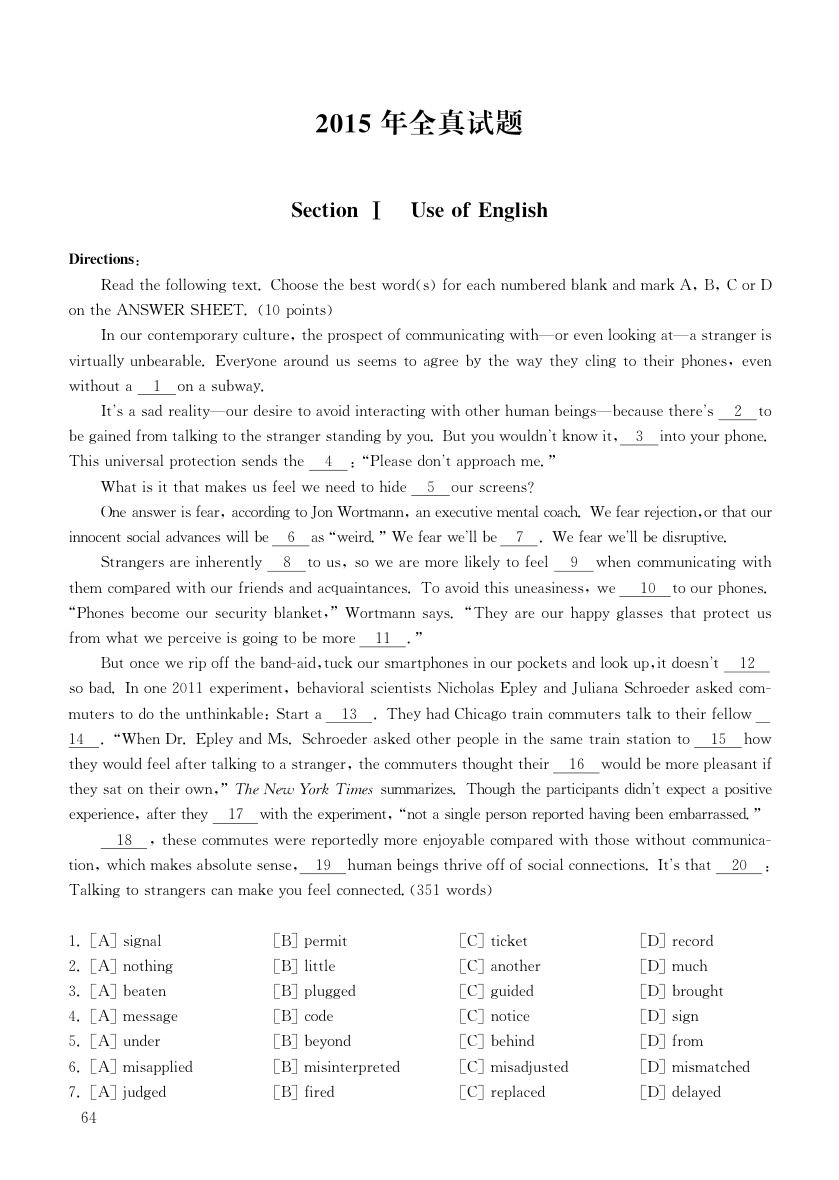 2015 年全真试题
Section Ⅰ Use of English
Directions:
Read the following text. Choose the best word(s) for each numbered blank and mark A, B, C or D
on the ANSWER SHEET. (10 points)
In our contemporary culture, the prospect of communicating with—or even looking at—a stranger is
virtually unbearable. Everyone around us seems to agree by the way they cling to their phones, even
without a 1 on a subway.
It's a sad reality—our desire to avoid interacting with other human beings—because there's 2 to
be gained from talking to the stranger standing by you. But you wouldn't know it, 3 into your phone.
This universal protection sends the 4 : “Please don't approach me.”
What is it that makes us feel we need to hide 5 our screens?
One answer is fear, according to Jon Wortmann, an executive mental coach. We fear rejection, or that our
innocent social advances will be 6 as “weird.” We fear we'll be 7 . We fear we'll be disruptive.
Strangers are inherently 8 to us, so we are more likely to feel 9 when communicating with
them compared with our friends and acquaintances. To avoid this uneasiness, we 10 to our phones.
“Phones become our security blanket,” Wortmann says. “They are our happy glasses that protect us
from what we perceive is going to be more 11 .”
But once we rip off the band-aid, tuck our smartphones in our pockets and look up, it doesn't 12
so bad. In one 2011 experiment, behavioral scientists Nicholas Epley and Juliana Schroeder asked com-
muters to do the unthinkable: Start a 13 . They had Chicago train commuters talk to their fellow
14 . “When Dr. Epley and Ms. Schroeder asked other people in the same train station to 15 how
they would feel after talking to a stranger, the commuters thought their 16 would be more pleasant if
they sat on their own,” The New York Times summarizes. Though the participants didn't expect a positive
experience, after they 17 with the experiment, “not a single person reported having been embarrassed.”
18 , these commutes were reportedly more enjoyable compared with those without communica-
tion, which makes absolute sense, 19 human beings thrive off of social connections. It's that 20 :
Talking to strangers can make you feel connected. (351 words)
1. [A] signal [B] permit [C] ticket [D] record
2. [A] nothing [B] little [C] another [D] much
3. [A] beaten [B] plugged [C] guided [D] brought
4. [A] message [B] code [C] notice [D] sign
5. [A] under [B] beyond [C] behind [D] from
6. [A] misapplied [B] misinterpreted [C] misadjusted [D] mismatched
7. [A] judged [B] fired [C] replaced [D] delayed
64